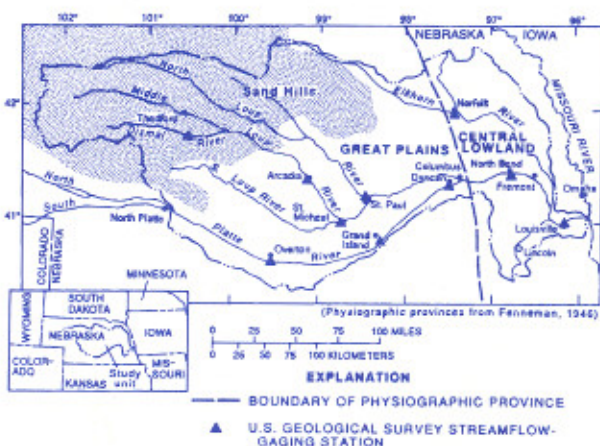 102° 101° 100° 99° 98° 97° 96°
NEBRASKA IOWA
North
Sand Hills
Elkhorn
Norfolk
River
MISSOURI RIVER
42°
Middle
Loup
Thedford
Dismal
River
Loup
River
GREAT PLAINS
CENTRAL
LOWLAND
Columbus
North Bend
Duncan
Fremont
Omaha
Arcadia
S.
Loup River
River
St. Paul
St.
Michael
North
South
41°
North Platte
Platte
Grand
Island
Louisville
Lincoln
Overton
River
COLORADO
NEBRASKA
MINNESOTA
(Physiographic provinces from Fenneman, 1946)
SOUTH
DAKOTA
WYOMING
IOWA
NEBRASKA
Study
unit
COLOR-
ADO
MIS-
SOURI
KANSAS
0 25 50 75 100 MILES
0 25 50 75 100 KILOMETERS
EXPLANATION
BOUNDARY OF PHYSIOGRAPHIC PROVINCE
U.S. GEOLOGICAL SURVEY STREAMFLOW-
GAGING STATION